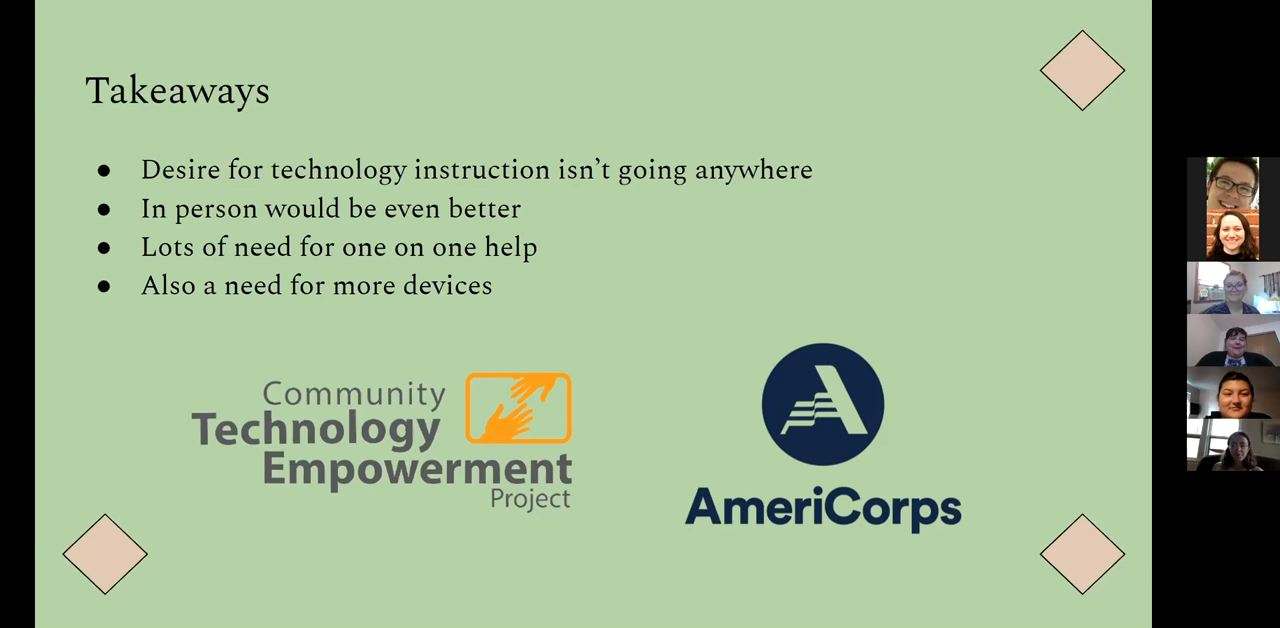 Takeaways
● Desire for technology instruction isn’t going anywhere
● In person would be even better
● Lots of need for one on one help
● Also a need for more devices
Community
Technology
Empowerment
Project
AmeriCorps